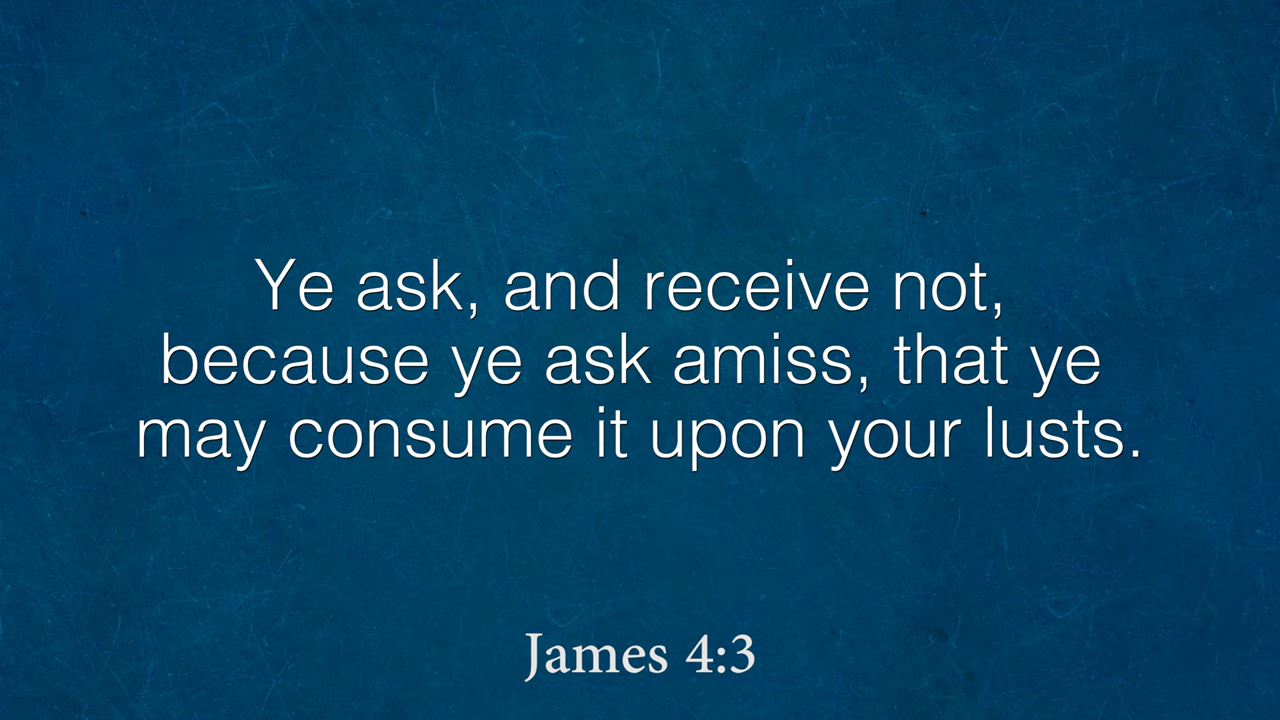 Ye ask, and receive not,
because ye ask amiss, that ye
may consume it upon your lusts.
James 4:3